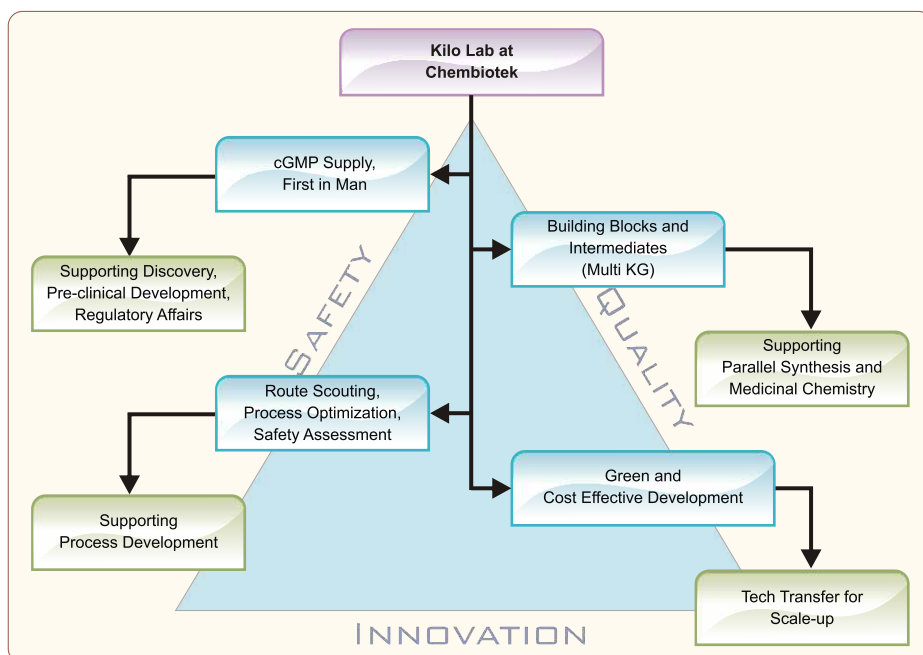 Kilo Lab at
Chembiotek
cGMP Supply,
First in Man
Building Blocks and
Intermediates
(Multi KG)
Supporting Discovery,
Pre-clinical Development,
Regulatory Affairs
SAFETY
QUALITY
Supporting
Parallel Synthesis and
Medicinal Chemistry
Route Scouting,
Process Optimization,
Safety Assessment
Green and
Cost Effective Development
Supporting
Process Development
Tech Transfer for
Scale-up
INNOVATION